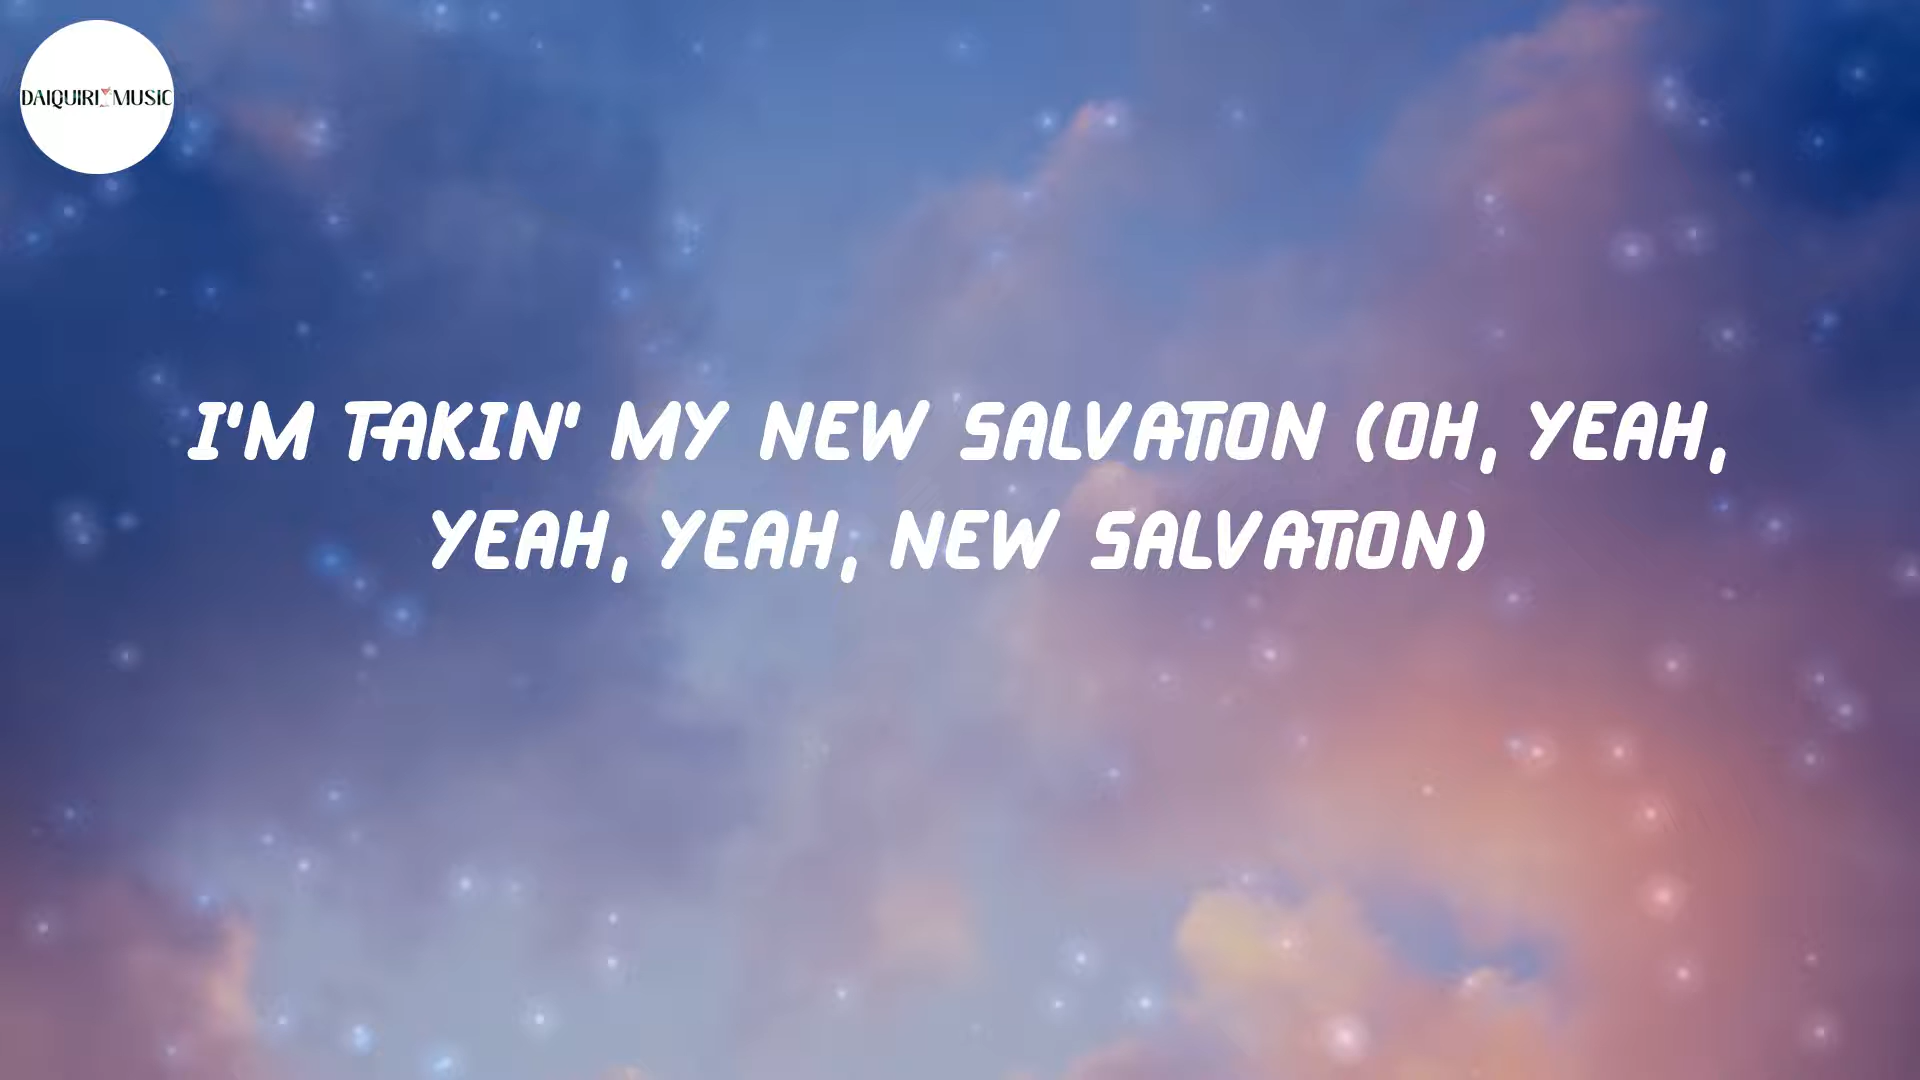 DAIQUIRI MUSIC
I'M TAKIN' MY NEW SALVATION (OH, YEAH,
YEAH, YEAH, NEW SALVATION)